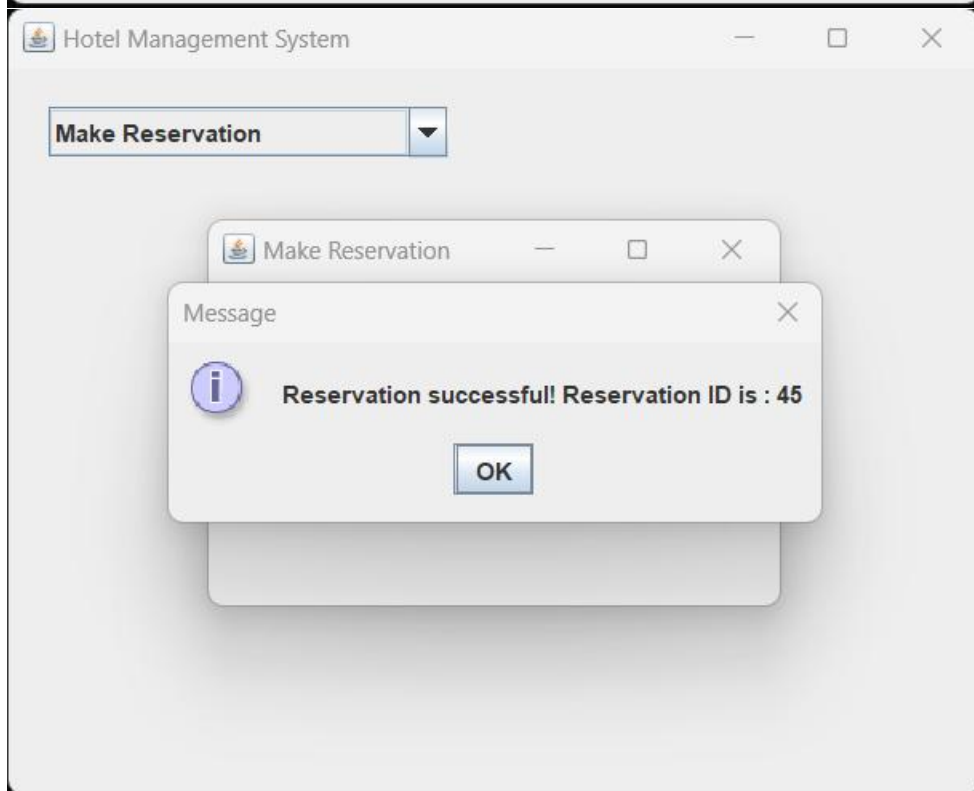 Hotel Management System
Make Reservation
Make Reservation
Message
i
Reservation successful! Reservation ID is : 45
OK